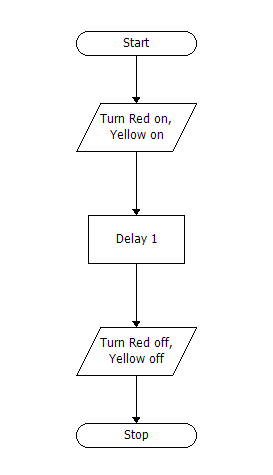 Start
Turn Red on,
Yellow on
Delay 1
Turn Red off,
Yellow off
Stop